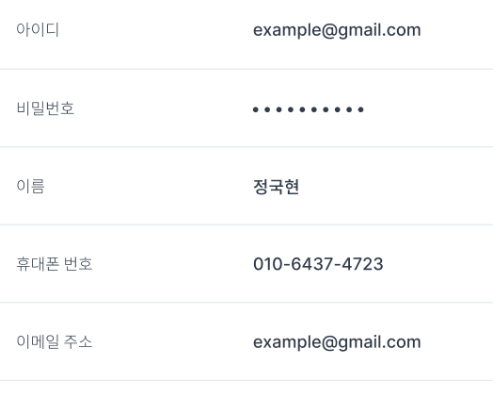 아이디 example@gmail.com
비밀번호 ••••••••••
이름 정국현
휴대폰 번호 010-6437-4723
이메일 주소 example@gmail.com